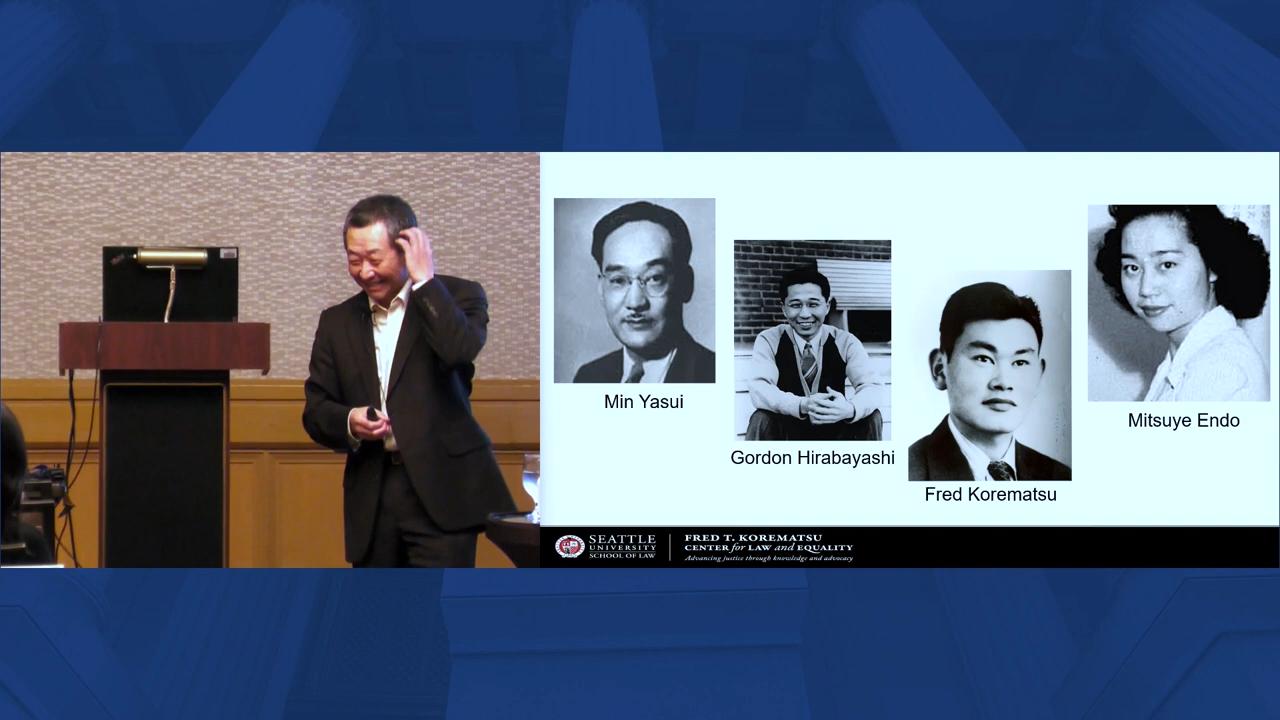 Min Yasui
Gordon Hirabayashi
Fred Korematsu
Mitsuye Endo
SEATTLE
UNIVERSITY
SCHOOL OF LAW
FRED T. KOREMATSU
CENTER for LAW and EQUALITY
Advancing justice through knowledge and advocacy